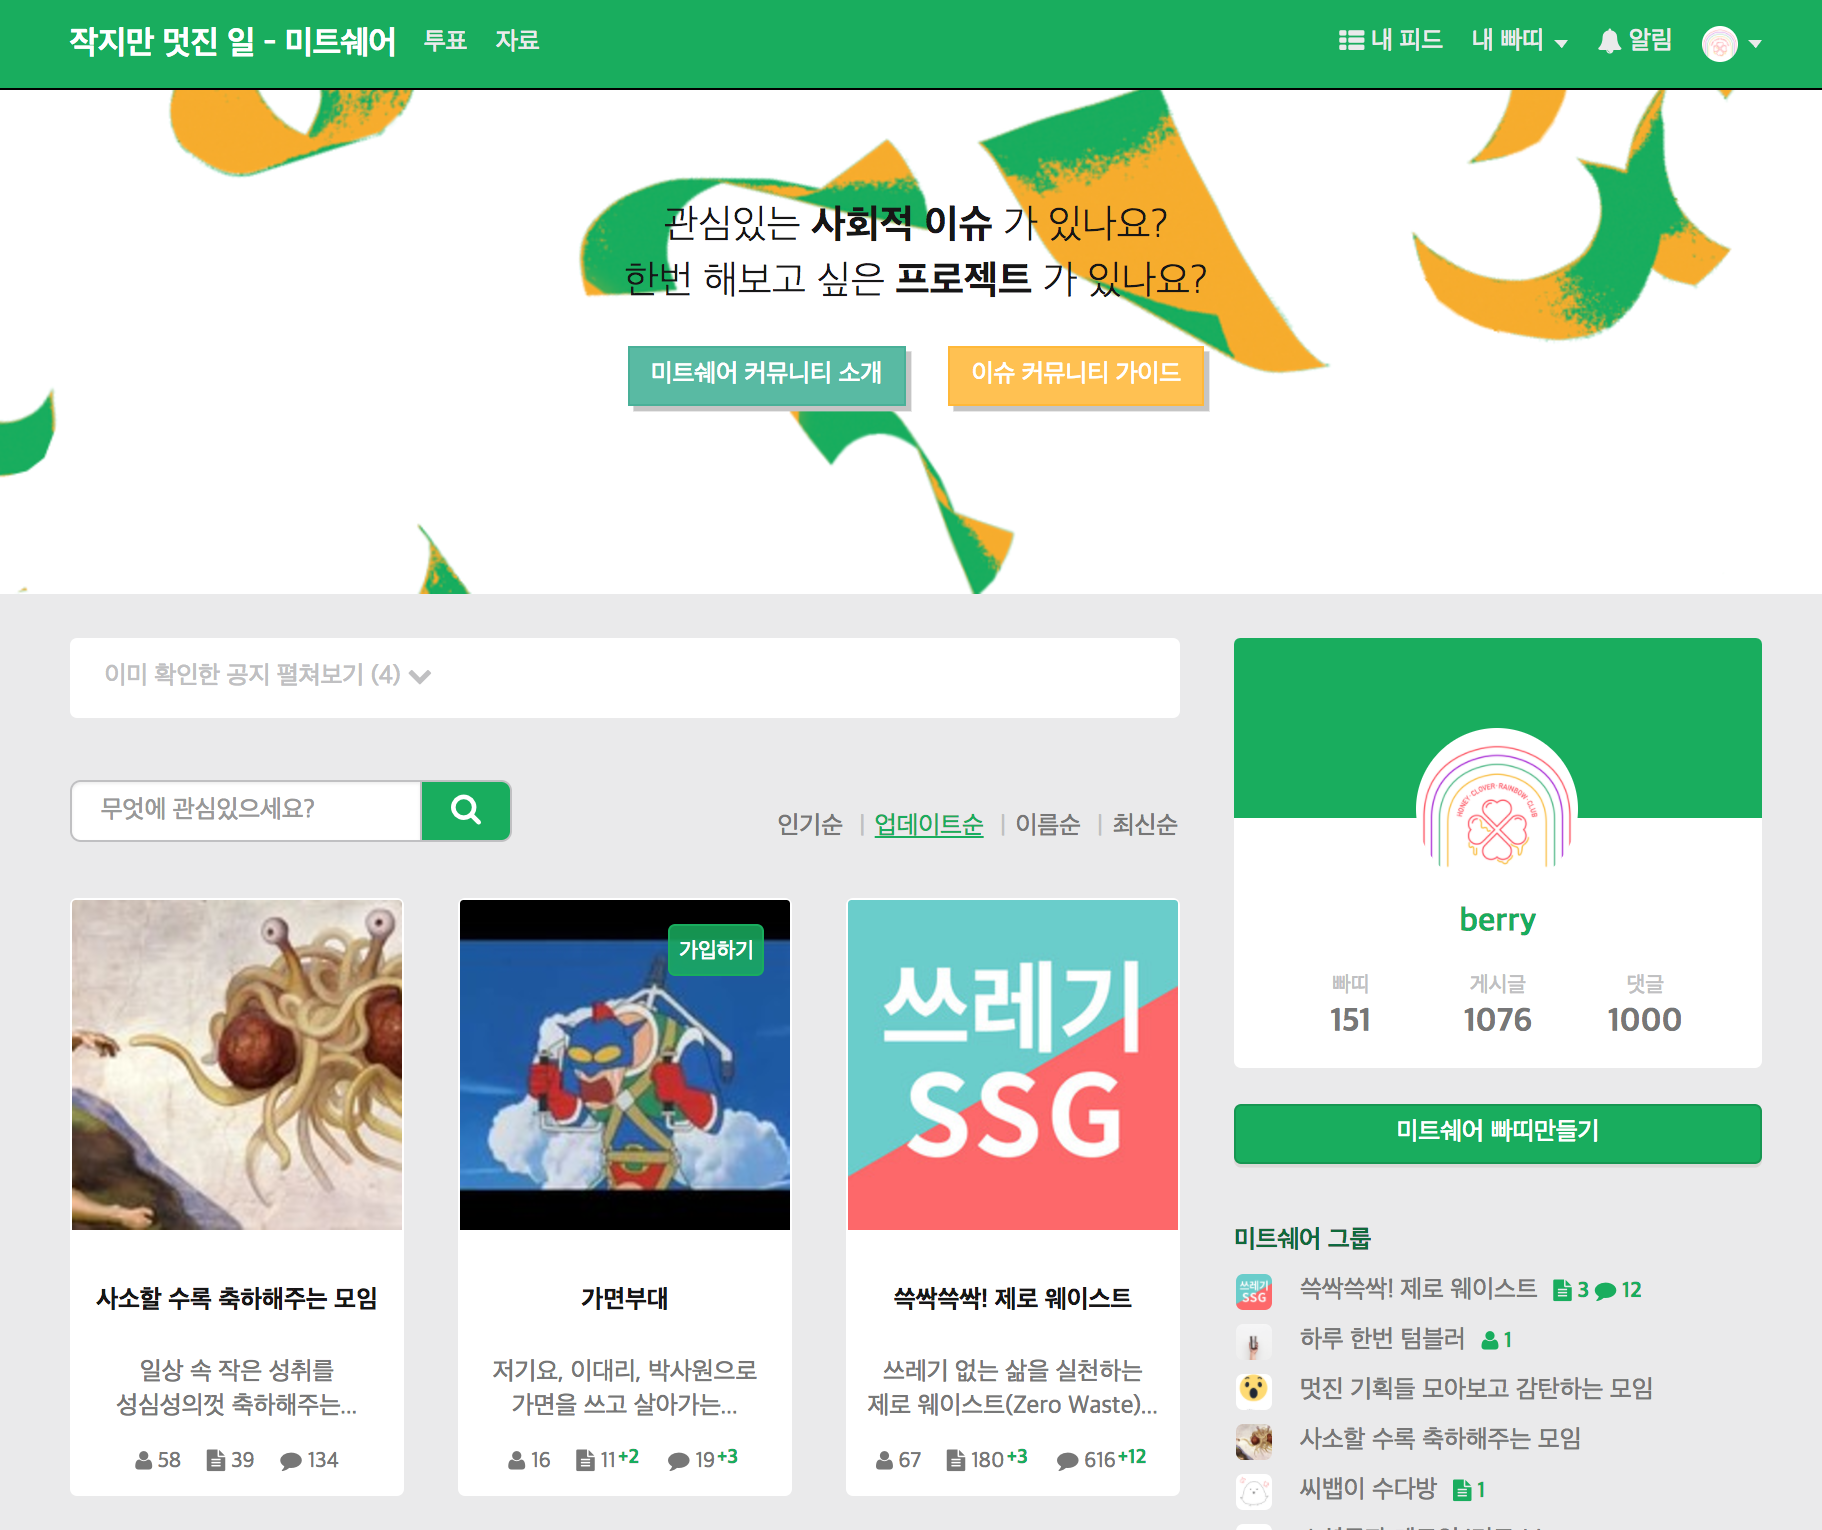 작지만 멋진 일 - 미트쉐어 투표 자료
내 피드 내 빠띠 알림
관심있는 사회적 이슈 가 있나요?
한번 해보고 싶은 프로젝트 가 있나요?
미트쉐어 커뮤니티 소개
이슈 커뮤니티 가이드
이미 확인한 공지 펼쳐보기 (4)
무엇에 관심있으세요?
인기순 | 업데이트순 | 이름순 | 최신순
사소할 수록 축하해주는 모임
일상 속 작은 성취를
성심성의껏 축하해주는...
58 39 134
가입하기
가면부대
저기요, 이대리, 박사원으로
가면을 쓰고 살아가는...
16 11 +2 19 +3
쓰레기
SSG
쓱싹쓱싹! 제로 웨이스트
쓰레기 없는 삶을 실천하는
제로 웨이스트(Zero Waste)...
67 180 +3 616 +12
HONEY·CLOVER·RAINBOW·CLUB
berry
빠띠 게시글 댓글
151 1076 1000
미트쉐어 빠띠만들기
미트쉐어 그룹
쓰레기
SSG
쓱싹쓱싹! 제로 웨이스트 3 12
하루 한번 텀블러 1
멋진 기획들 모아보고 감탄하는 모임
사소할 수록 축하해주는 모임
씨뱁이 수다방 1